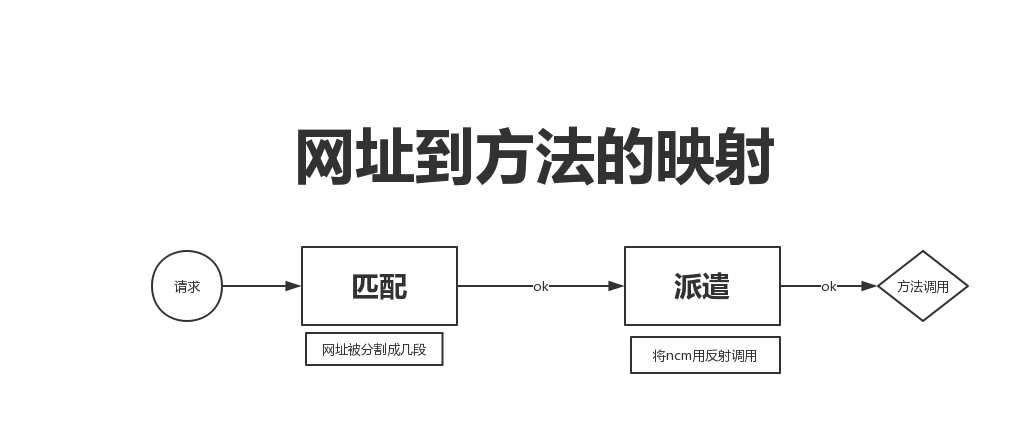 网址到方法的映射
请求
匹配
ok
派遣
ok
方法调用
网址被分割成几段
将ncm用反射调用